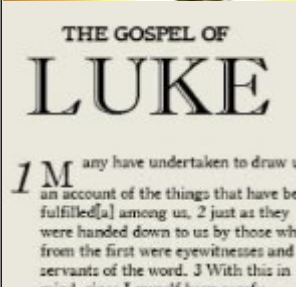 THE GOSPEL OF
LUKE
1 Many have undertaken to draw u
an account of the things that have be
fulfilled[a] among us, 2 just as they
were handed down to us by those wh
from the first were eyewitnesses and
servants of the word. 3 With this in